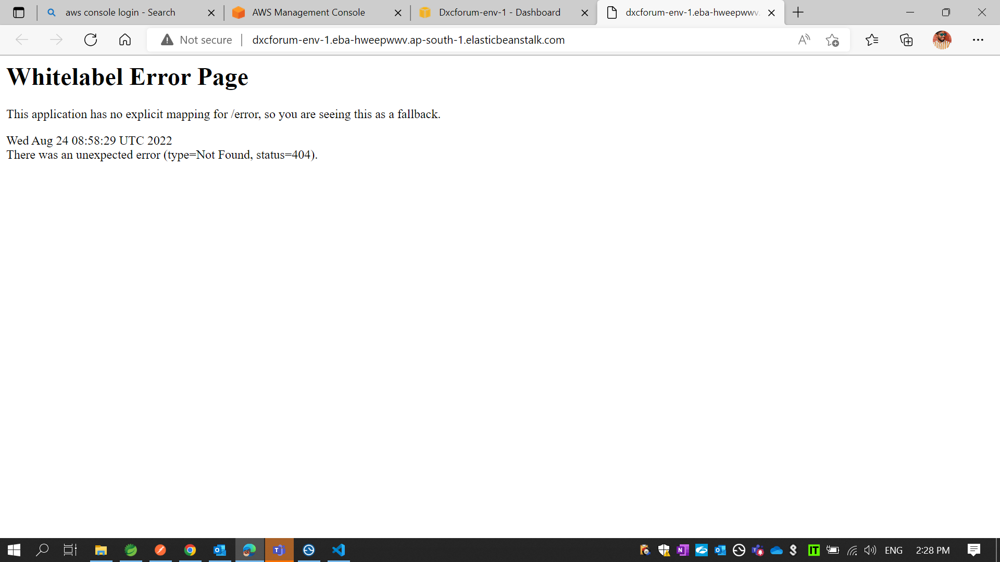 aws console login - Search
AWS Management Console
Dxcforum-env-1 - Dashboard
dxcforum-env-1.eba-hweepwwv.
Not secure
dxcforum-env-1.eba-hweepwwv.ap-south-1.elasticbeanstalk.com
Whitelabel Error Page
This application has no explicit mapping for /error, so you are seeing this as a fallback.
Wed Aug 24 08:58:29 UTC 2022
There was an unexpected error (type=Not Found, status=404).
ENG
2:28 PM